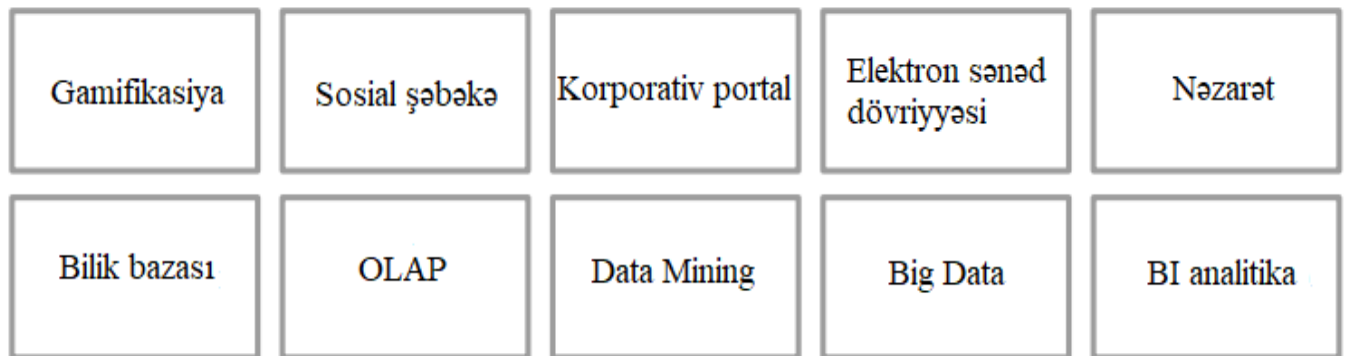 Gamifikasiya
Sosial şəbəkə
Korporativ portal
Elektron sənəd
dövriyyəsi
Nəzarət
Bilik bazası
OLAP
Data Mining
Big Data
BI analitika